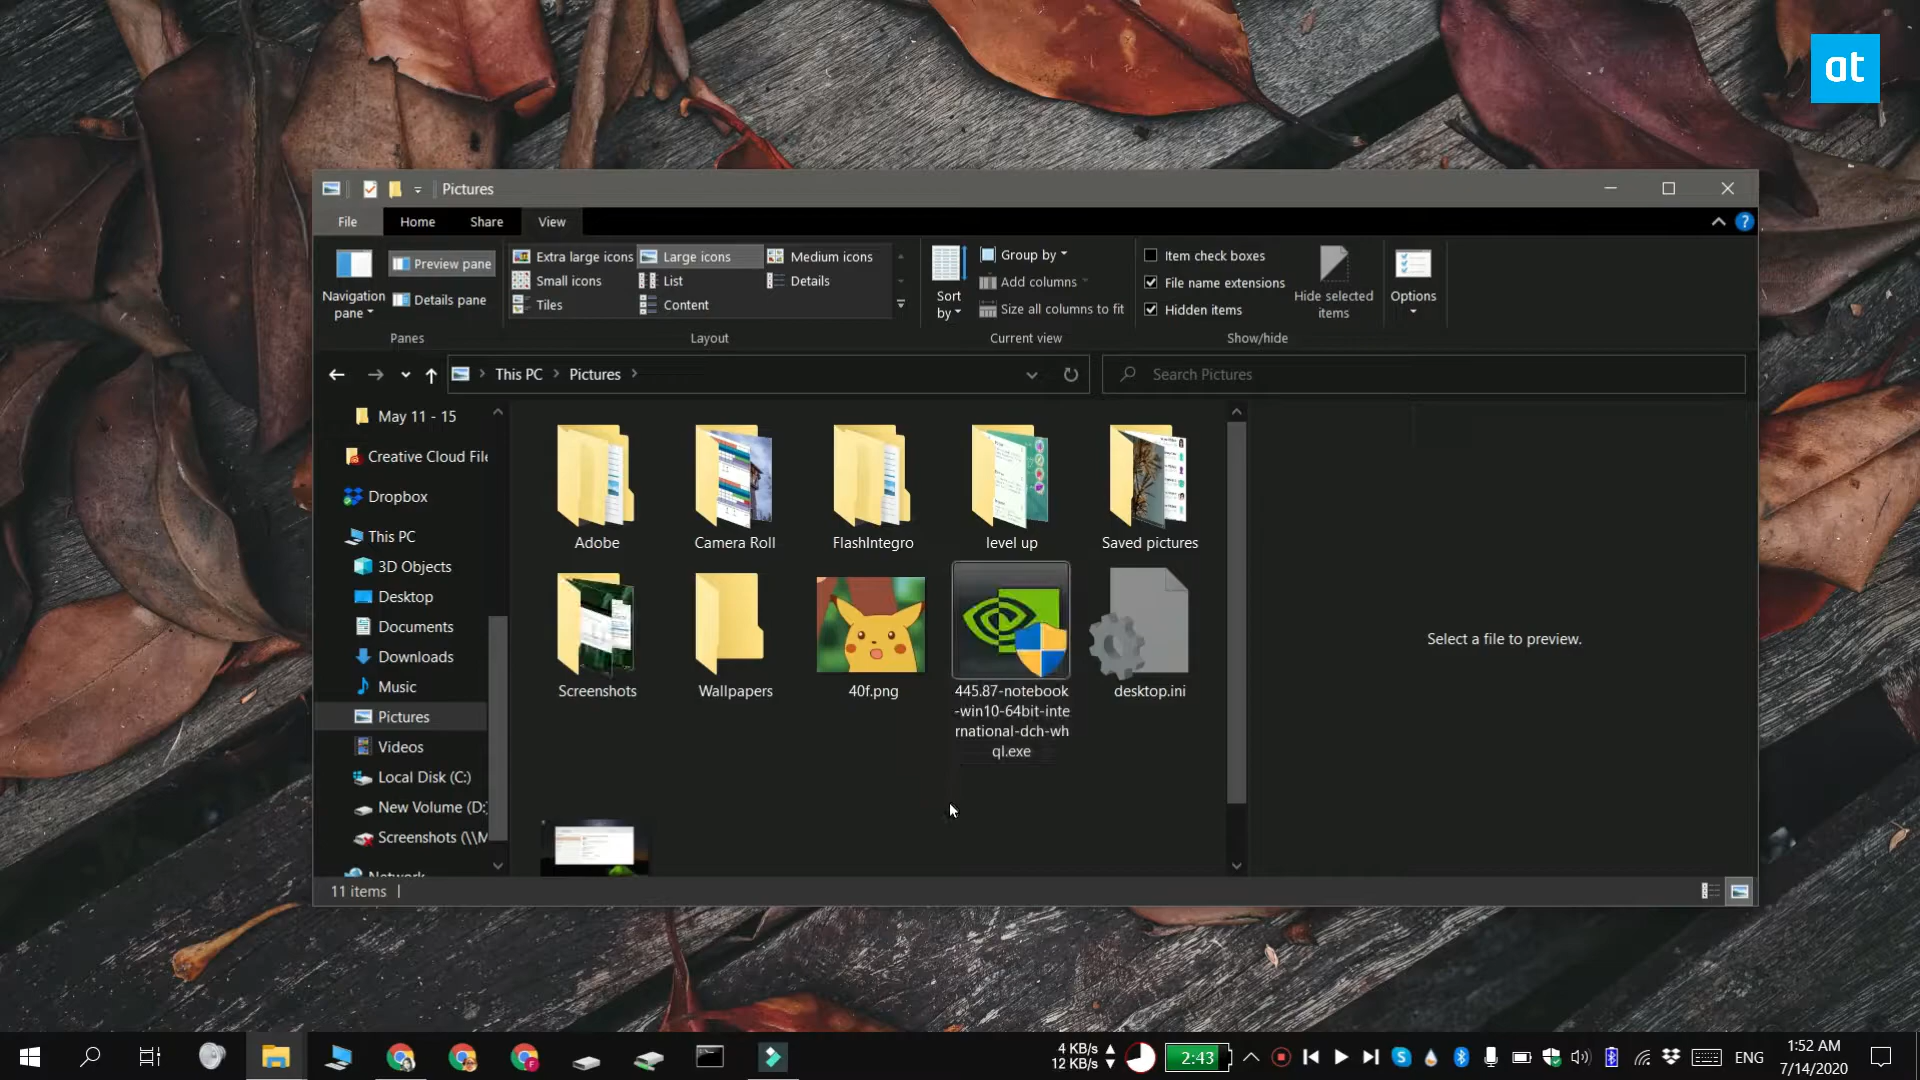 at
Pictures
File
Home
Share
View
Navigation
pane
Preview pane
Details pane
Panes
Extra large icons
Large icons
Medium icons
Small icons
List
Details
Tiles
Content
Layout
Sort
by
Group by
Add columns
Size all columns to fit
Current view
Item check boxes
File name extensions
Hidden items
Hide selected
items
Show/hide
Options
This PC
Pictures
Search Pictures
May 11 - 15
Creative Cloud File
Dropbox
This PC
3D Objects
Desktop
Documents
Downloads
Music
Pictures
Videos
Local Disk (C:)
New Volume (D:
Screenshots (\\M
Network
Adobe
Camera Roll
FlashIntegro
level up
Saved pictures
Screenshots
Wallpapers
40f.png
445.87-notebook
-win10-64bit-inte
rnational-dch-wh
ql.exe
desktop.ini
Select a file to preview.
11 items
4 KB/s
12 KB/s
2:43
ENG
1:52 AM
7/14/2020